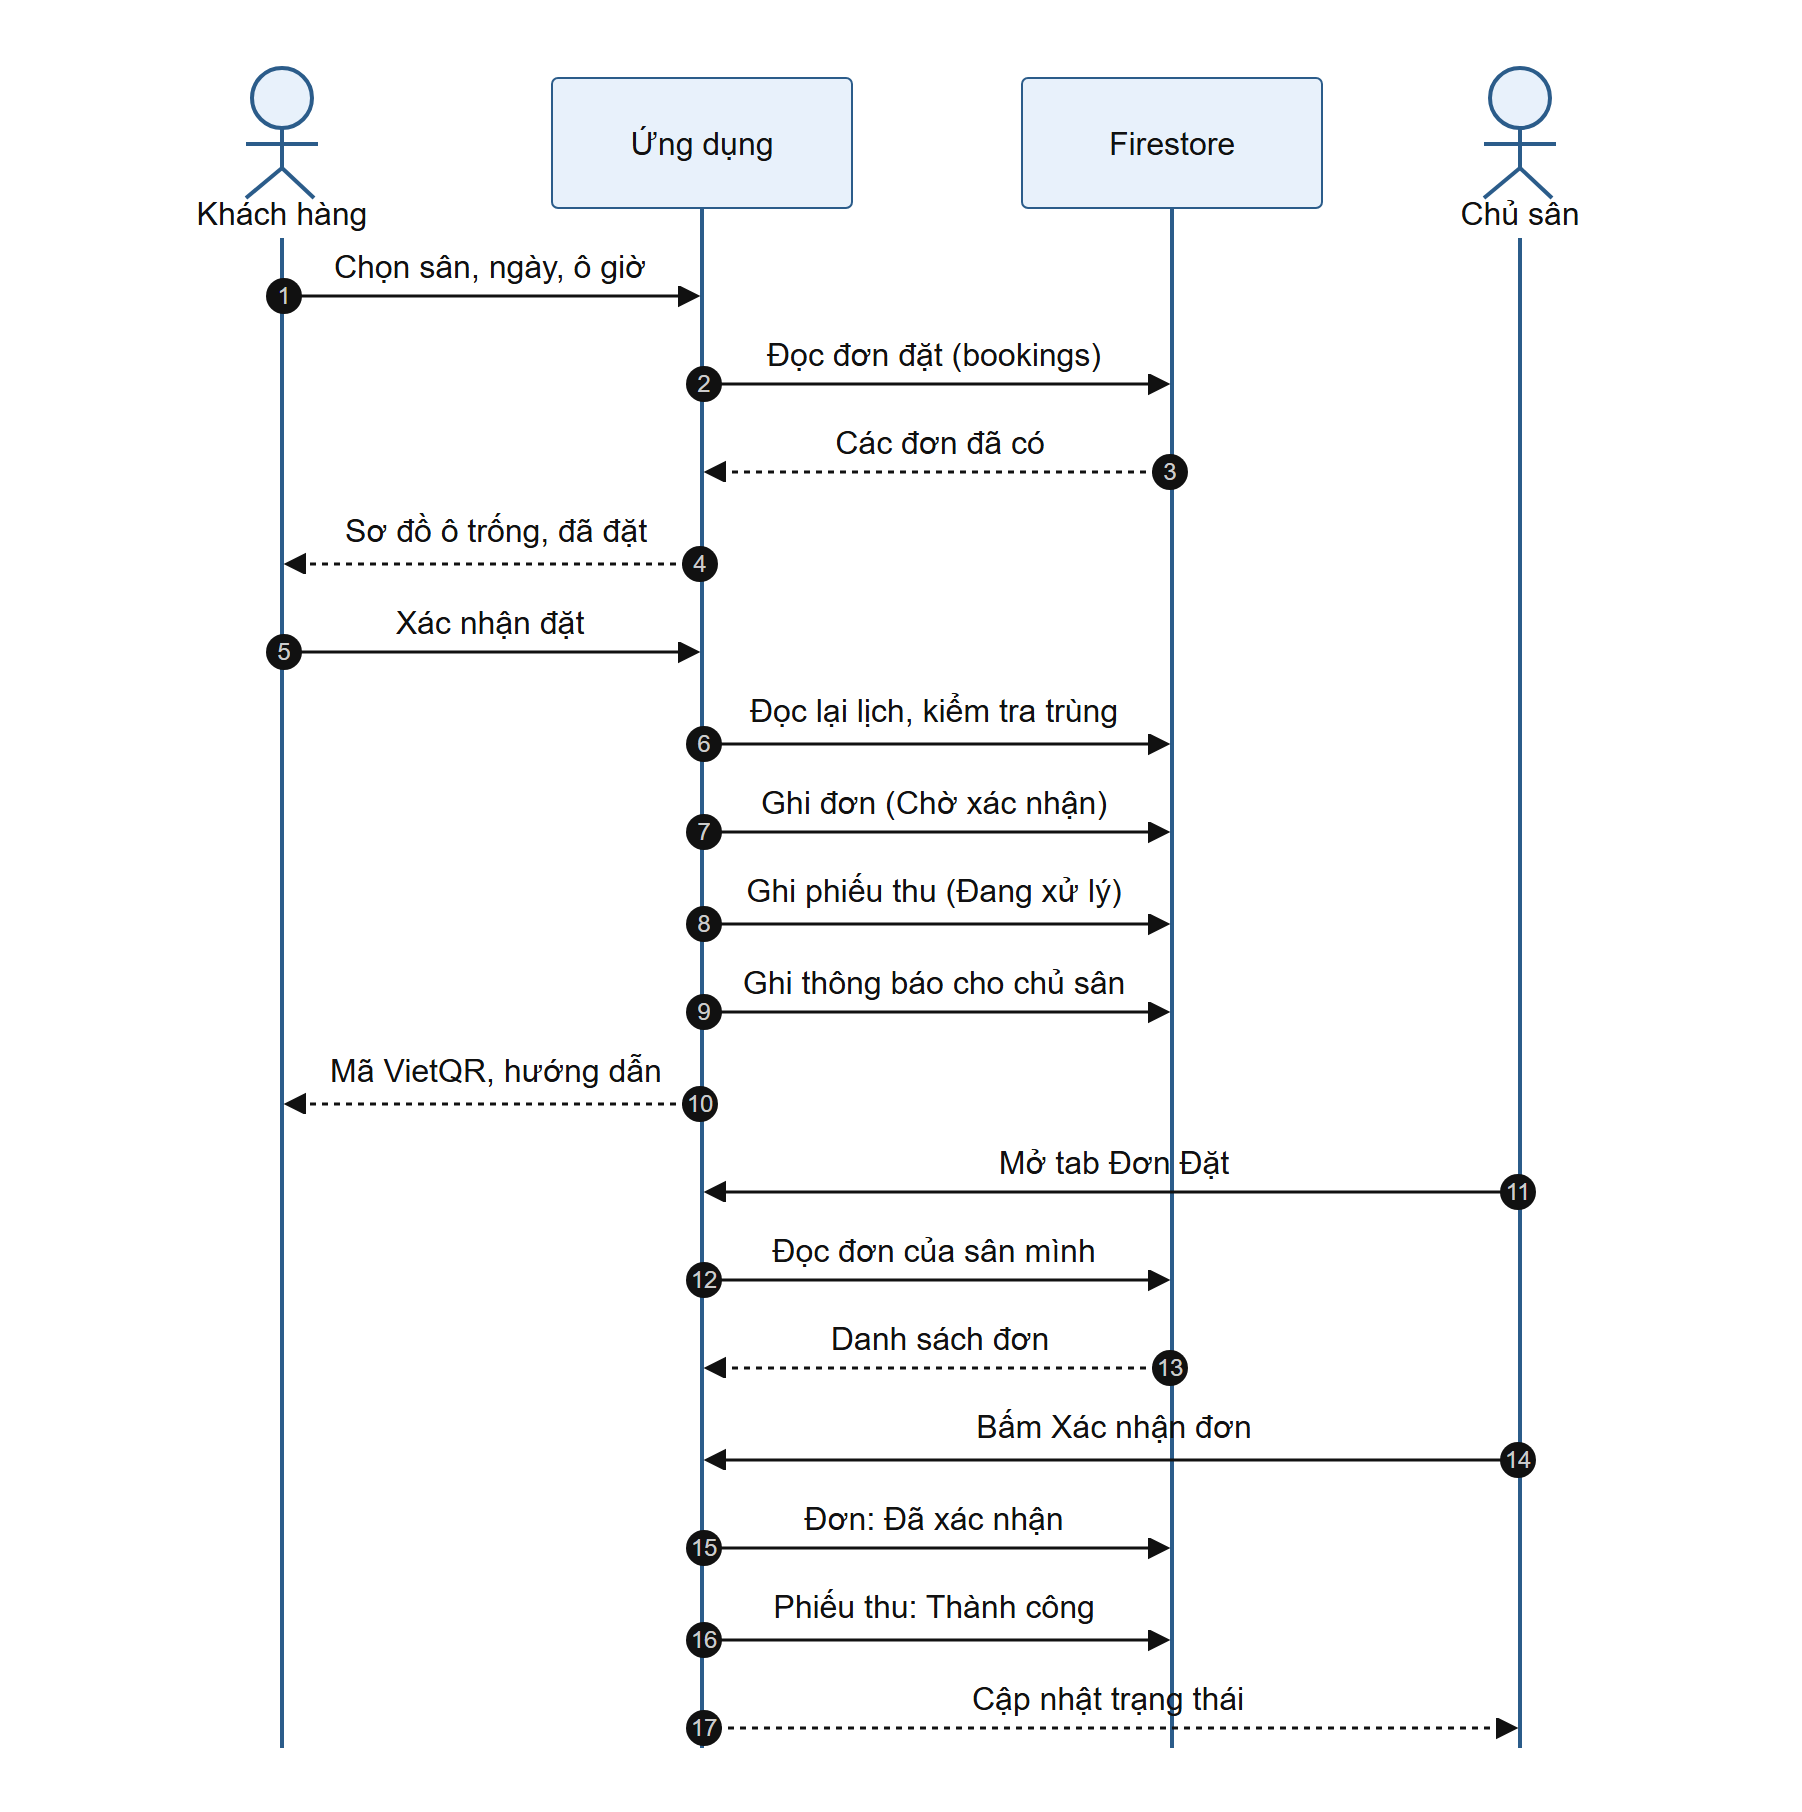 Khách hàng
Ứng dụng
Firestore
Chủ sân
Chọn sân, ngày, ô giờ
1
Đọc đơn đặt (bookings)
2
Các đơn đã có
3
Sơ đồ ô trống, đã đặt
4
Xác nhận đặt
5
Đọc lại lịch, kiểm tra trùng
6
Ghi đơn (Chờ xác nhận)
7
Ghi phiếu thu (Đang xử lý)
8
Ghi thông báo cho chủ sân
9
Mã VietQR, hướng dẫn
10
Mở tab Đơn Đặt
11
Đọc đơn của sân mình
12
Danh sách đơn
13
Bấm Xác nhận đơn
14
Đơn: Đã xác nhận
15
Phiếu thu: Thành công
16
Cập nhật trạng thái
17